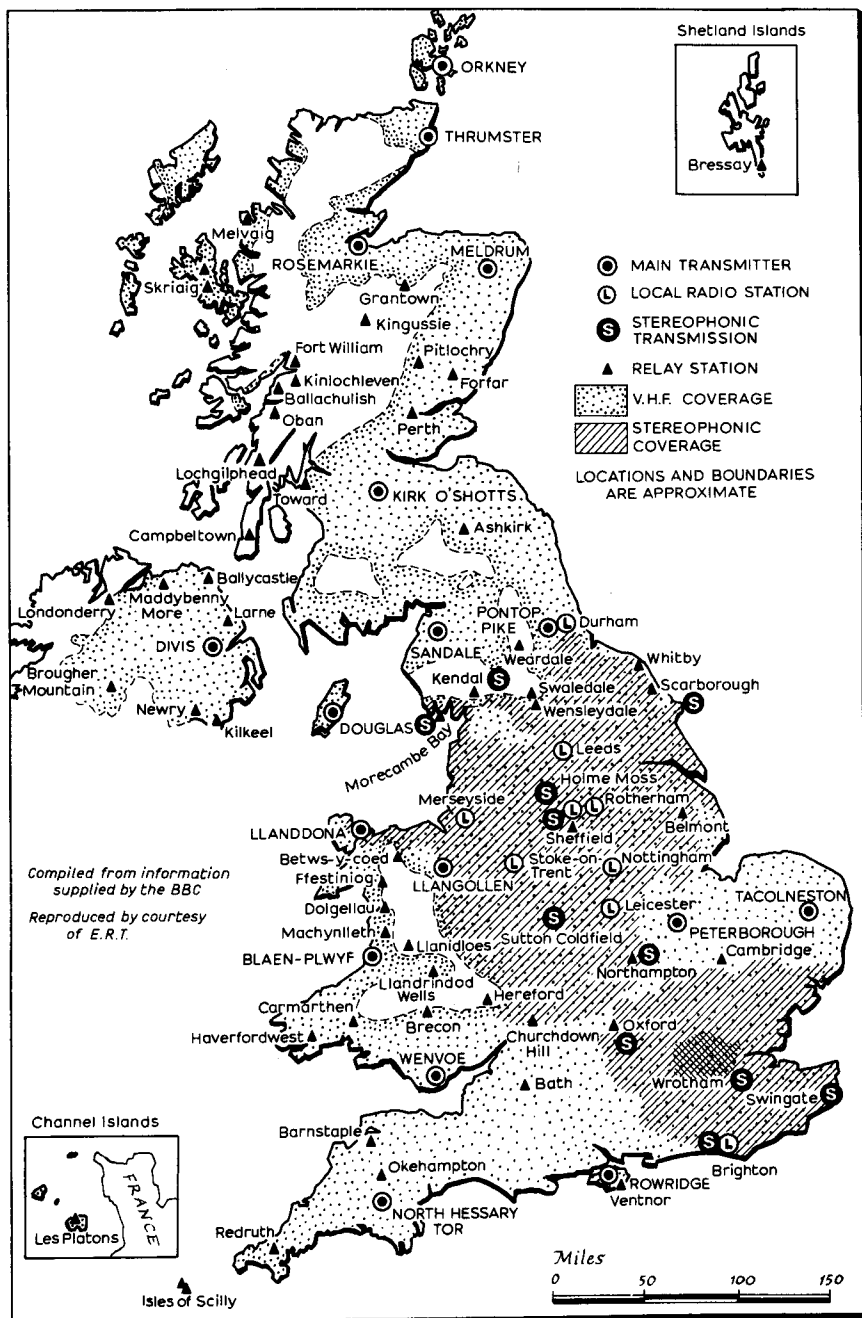 Shetland Islands
Bressay
ORKNEY
THRUMSTER
Melvaig
ROSEMARKIE
MELDRUM
Skriaig
Grantown
Kingussie
Fort William
Pitlochry
Kinlochleven
Forfar
Ballachulish
Oban
Perth
Lochgilphead
Toward
KIRK O'SHOTTS
Ashkirk
Campbeltown
MAIN TRANSMITTER
L
LOCAL RADIO STATION
S
STEREOPHONIC
TRANSMISSION
RELAY STATION
V.H.F. COVERAGE
STEREOPHONIC
COVERAGE
LOCATIONS AND BOUNDARIES
ARE APPROXIMATE
Ballycastle
Londonderry
Maddybenny
More
Larne
DIVIS
Brougher
Mountain
Newry
Kilkeel
PONTOP
PIKE
L
Durham
SANDALE
Weardale
Whitby
Kendal
S
Swaledale
Scarborough
S
Wensleydale
DOUGLAS
S
Morecambe Bay
L
Leeds
Holme Moss
S
Merseyside
L
S
L
L
Rotherham
Sheffield
Belmont
LLANDDONA
Betws-y-coed
Ffestiniog
LLANGOLLEN
L
Stoke-on-
Trent
L
Nottingham
Dolgellau
L
Leicester
TACOLNESTON
S
Sutton Coldfield
PETERBOROUGH
Machynlleth
Llanidloes
S
Northampton
Cambridge
BLAEN-PLWYF
Llandrindod
Wells
Hereford
Carmarthen
Brecon
Haverfordwest
Churchdown
Hill
Oxford
S
WENVOE
Bath
Wrotham
S
Swingate
S
S
L
Brighton
Barnstaple
Okehampton
ROWRIDGE
Ventnor
NORTH HESSARY
TOR
Redruth
Isles of Scilly
Compiled from information
supplied by the BBC
Reproduced by courtesy
of E.R.T.
Channel Islands
FRANCE
Les Platons
Miles
0 50 100 150